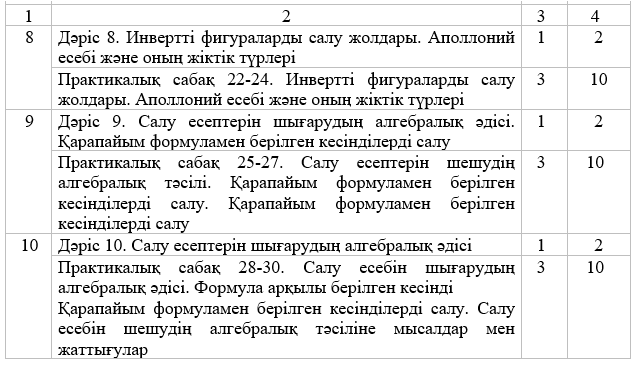 1 2 3 4
8 Дәріс 8. Инвертті фигураларды салу жолдары. Аполлоний 1 2
есебі және оның жіктік түрлері
Практикалық сабақ 22-24. Инвертті фигураларды салу 3 10
жолдары. Аполлоний есебі және оның жіктік түрлері
9 Дәріс 9. Салу есептерін шығарудың алгебралық әдісі. 1 2
Қарапайым формуламен берілген кесінділерді салу
Практикалық сабақ 25-27. Салу есептерін шешудің 3 10
алгебралық тәсілі. Қарапайым формуламен берілген
кесінділерді салу. Қарапайым формуламен берілген
кесінділерді салу
10 Дәріс 10. Салу есептерін шығарудың алгебралық әдісі 1 2
Практикалық сабақ 28-30. Салу есебін шығарудың 3 10
алгебралық әдісі. Формула арқылы берілген кесінді
Қарапайым формуламен берілген кесінділерді салу. Салу
есебін шешудің алгебралық тәсіліне мысалдар мен
жаттығулар